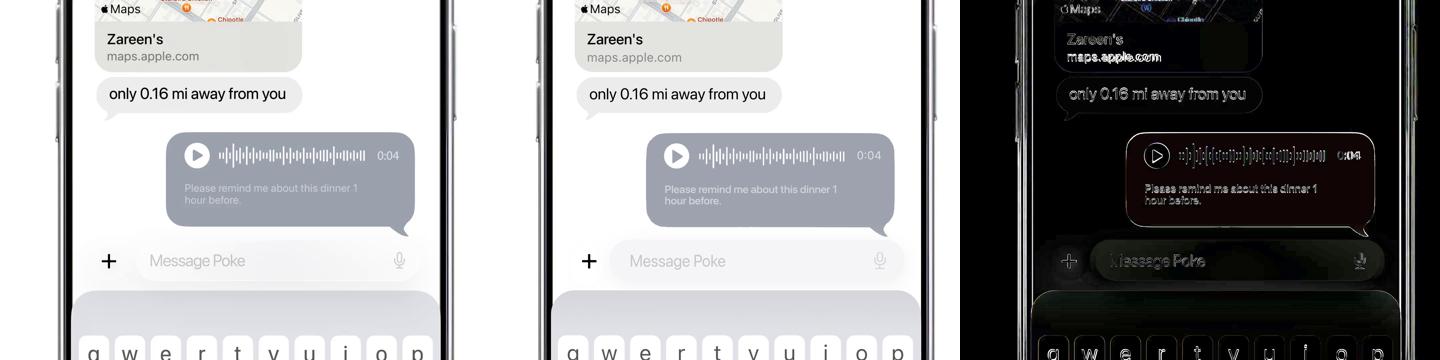 Maps
Chipotle
Zareen's
maps.apple.com
only 0.16 mi away from you
0:04
Please remind me about this dinner 1
hour before.
+ Message Poke
q w e r t y u i o p
Maps
Chipotle
Zareen's
maps.apple.com
only 0.16 mi away from you
0:04
Please remind me about this dinner 1
hour before.
+ Message Poke
q w e r t y u i o p
Maps
Chipotle
Zareen's
maps.apple.com
only 0.16 mi away from you
0:04
Please remind me about this dinner 1
hour before.
+ Message Poke
q w e r t y u i o p